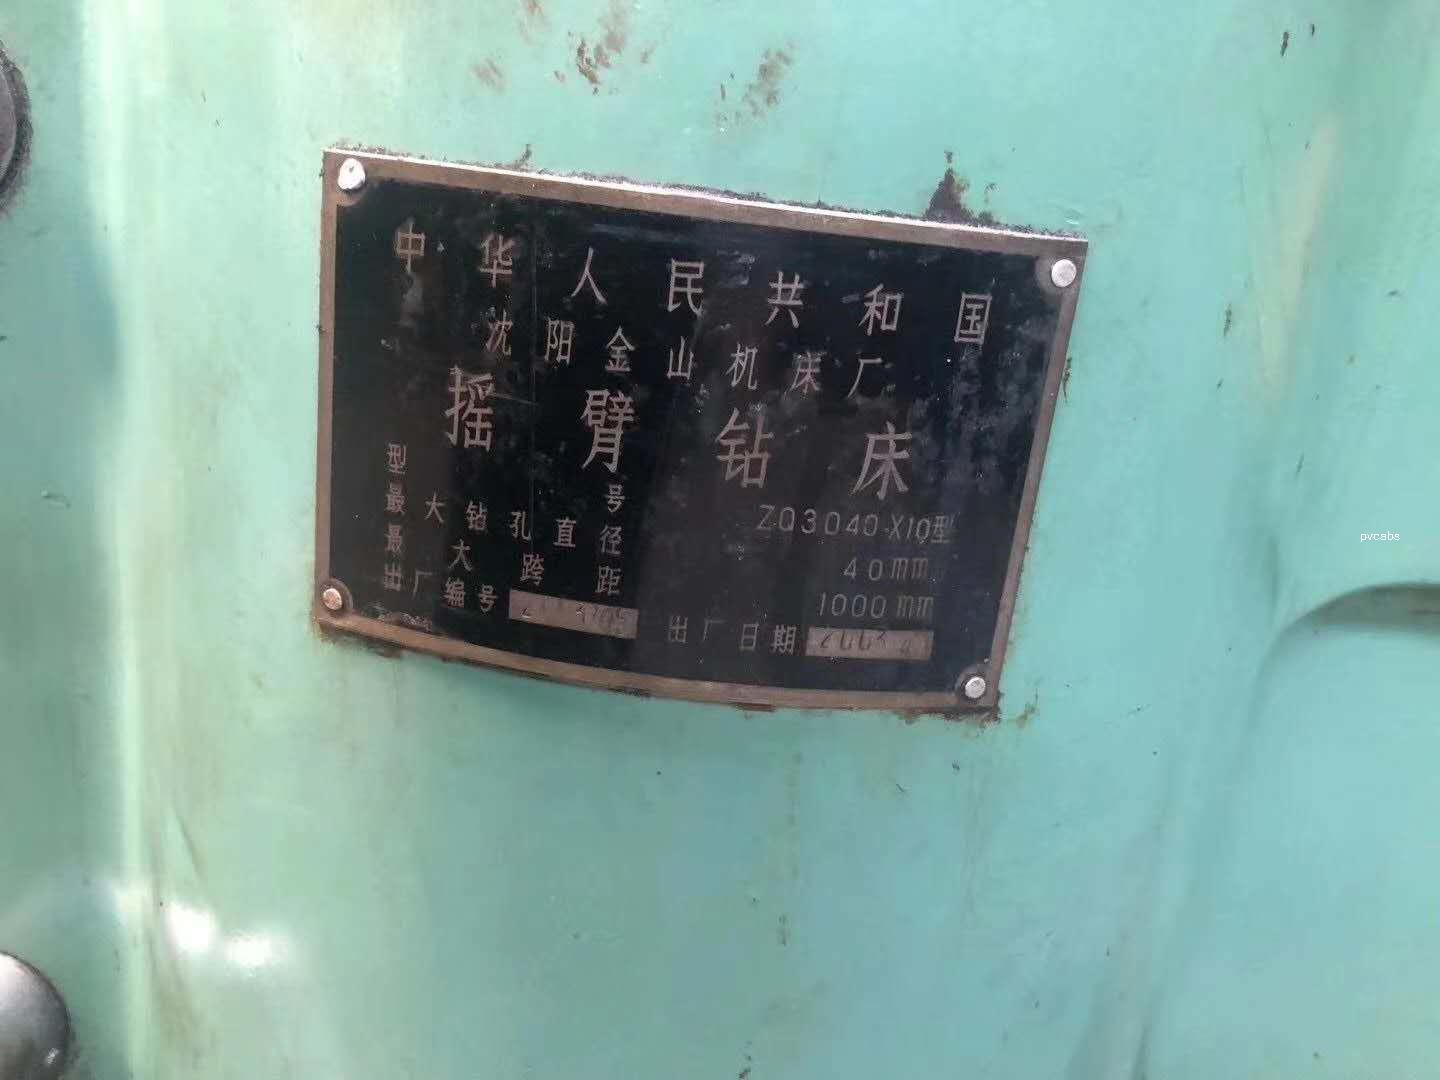 中华人民共和国
沈阳金山机床厂
摇臂钻床
型号 ZQ3040×10型
最大钻孔直径 40mm
最大跨距 1000mm
出厂编号 出厂日期
pvcabs